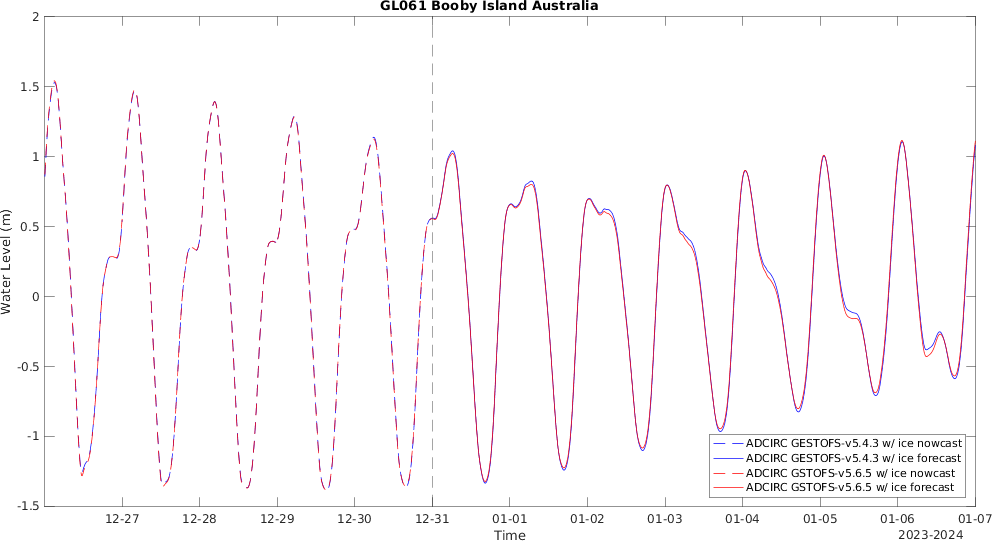 GL061 Booby Island Australia
2
1.5
1
0.5
0
-0.5
-1
-1.5
Water Level (m)
12-27 12-28 12-29 12-30 12-31 01-01 01-02 01-03 01-04 01-05 01-06 01-07
Time
2023-2024
ADCIRC GESTOFS-v5.4.3 w/ ice nowcast
ADCIRC GESTOFS-v5.4.3 w/ ice forecast
ADCIRC GSTOFS-v5.6.5 w/ ice nowcast
ADCIRC GSTOFS-v5.6.5 w/ ice forecast